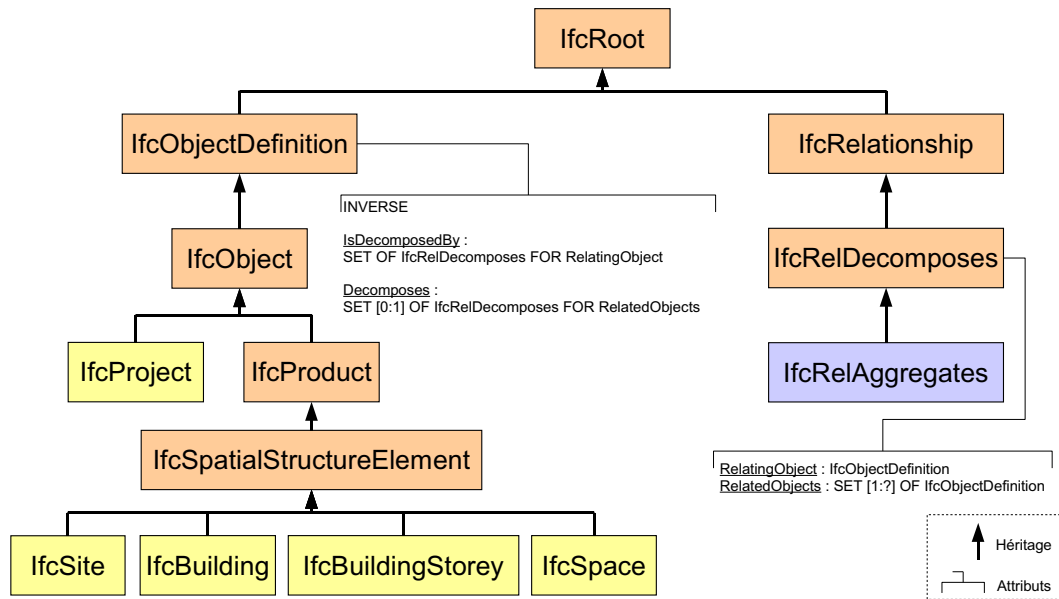 IfcRoot
IfcObjectDefinition
IfcRelationship
INVERSE
IsDecomposedBy :
SET OF IfcRelDecomposes FOR RelatingObject
Decomposes :
SET [0:1] OF IfcRelDecomposes FOR RelatedObjects
IfcObject
IfcRelDecomposes
IfcProject
IfcProduct
IfcRelAggregates
IfcSpatialStructureElement
RelatingObject : IfcObjectDefinition
RelatedObjects : SET [1:?] OF IfcObjectDefinition
IfcSite
IfcBuilding
IfcBuildingStorey
IfcSpace
Héritage
Attributs